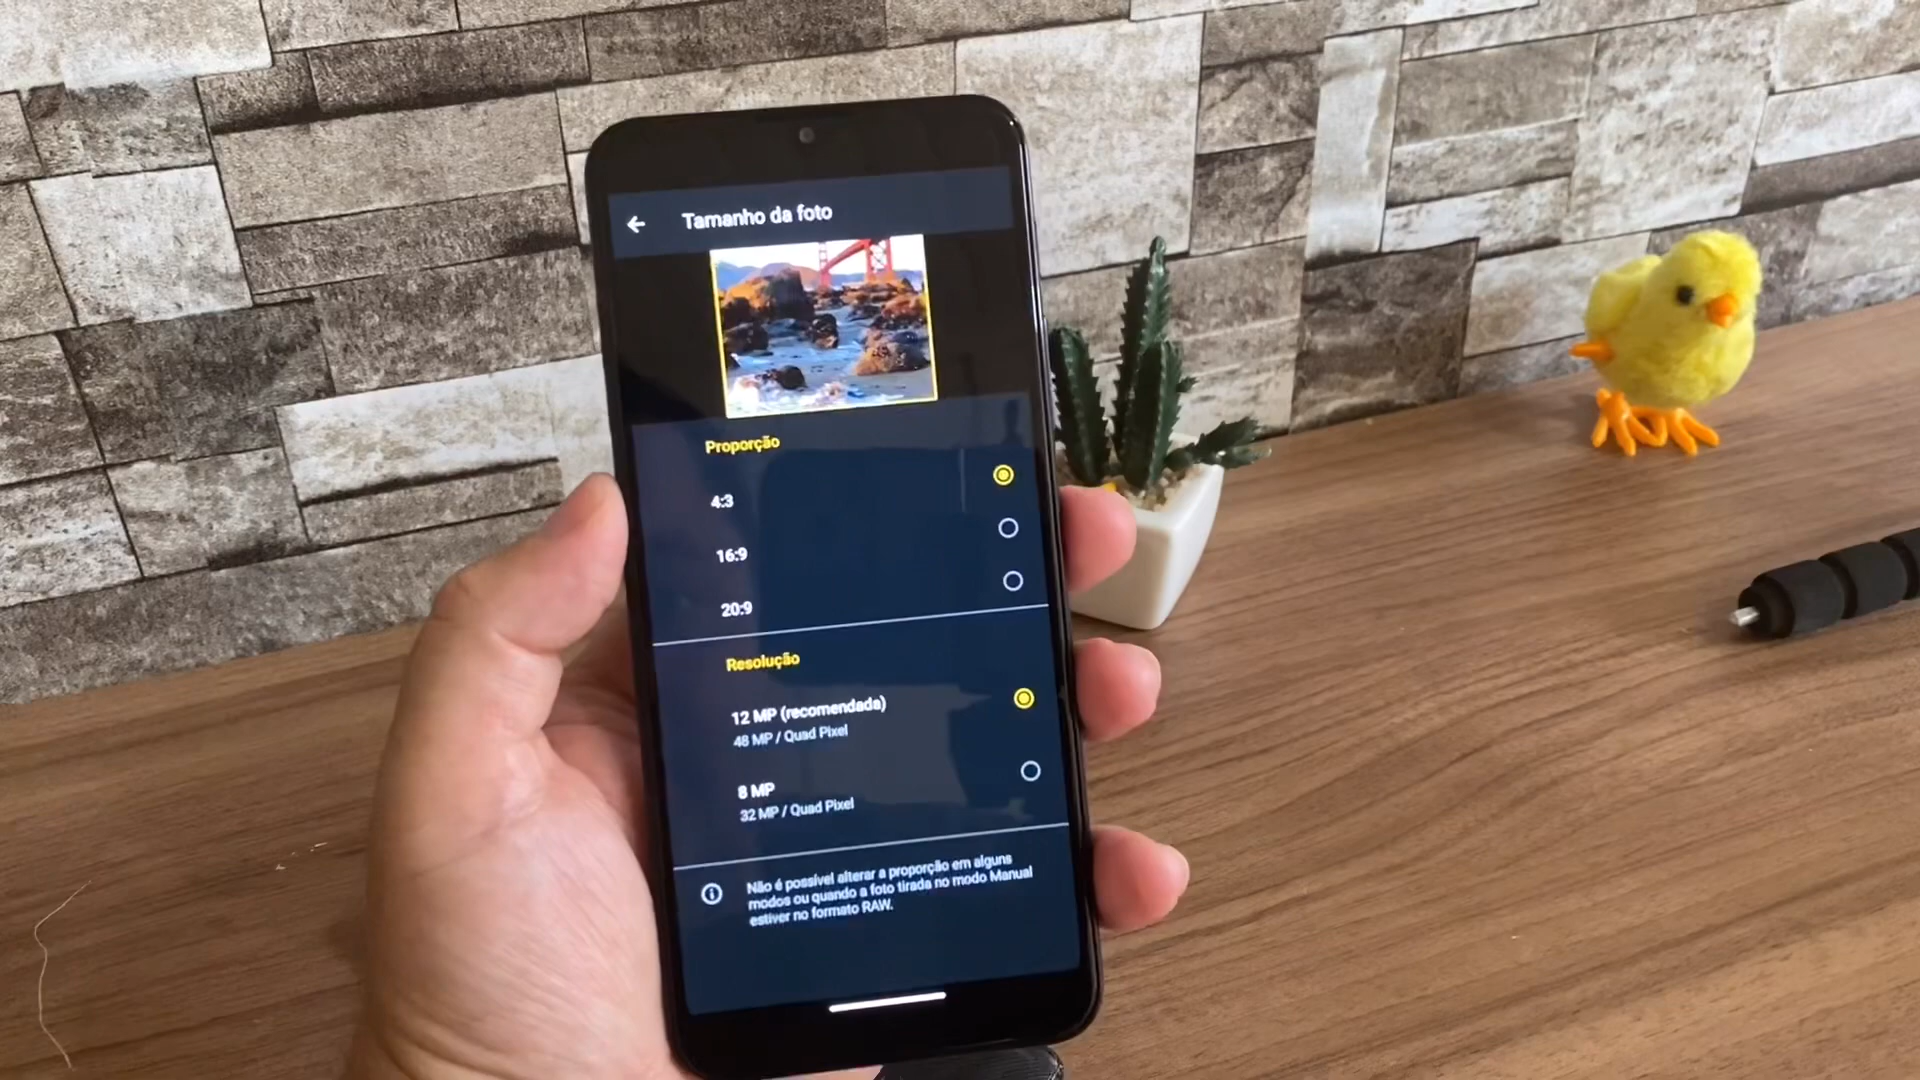 Tamanho da foto
Proporção
4:3
16:9
20:9
Resolução
12 MP (recomendada)
48 MP / Quad Pixel
8 MP
32 MP / Quad Pixel
Não é possível alterar a proporção em alguns
modos ou quando a foto tirada no modo Manual
estiver no formato RAW.